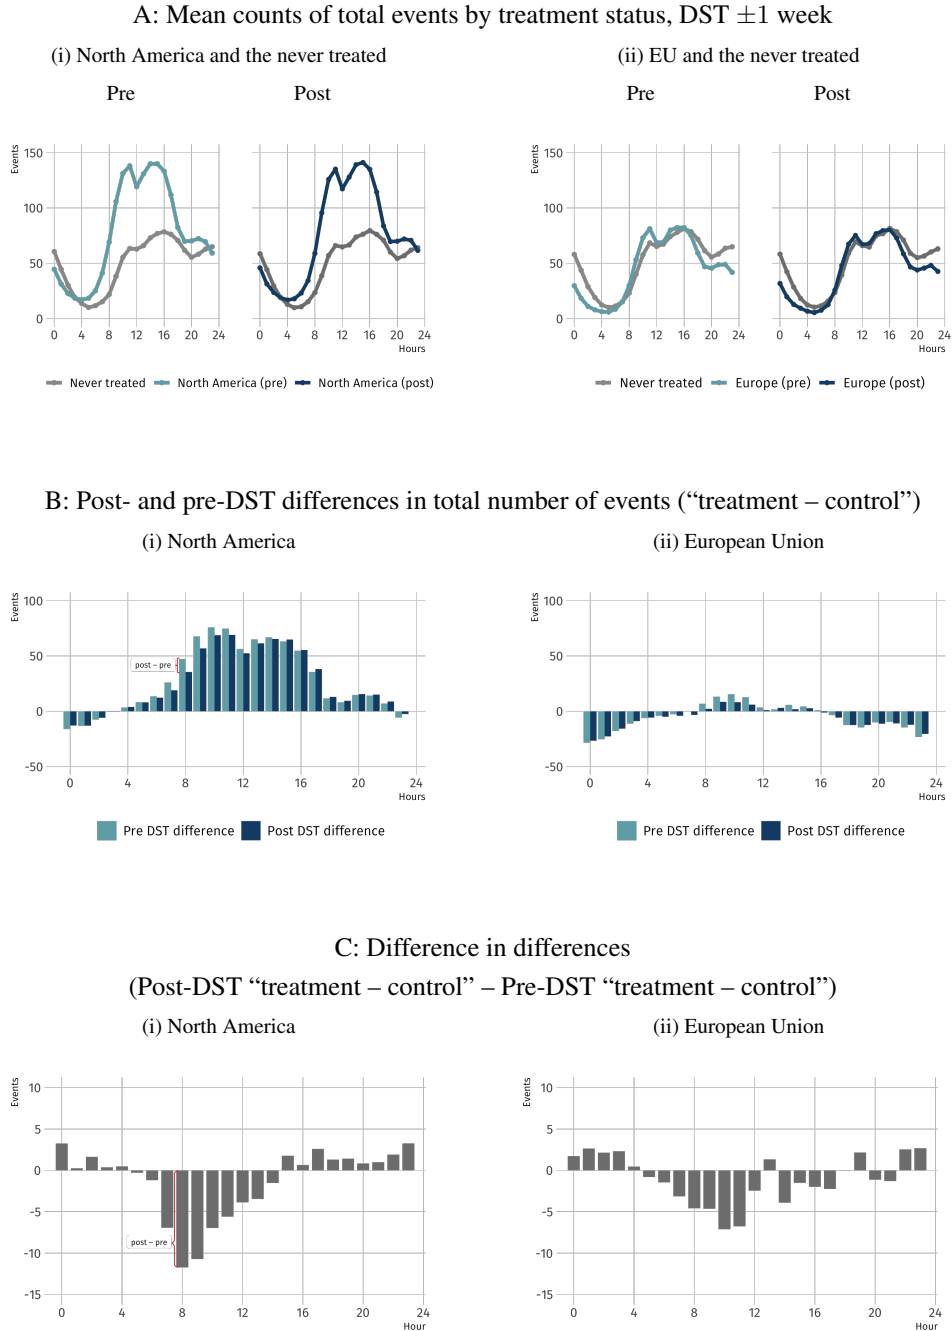 A: Mean counts of total events by treatment status, DST ±1 week
(i) North America and the never treated
(ii) EU and the never treated
Pre
Post
Pre
Post
Events
150
100
50
0
0 4 8 12 16 20 24
0 4 8 12 16 20 24
Hours
Never treated North America (pre) North America (post)
Events
150
100
50
0
0 4 8 12 16 20 24
0 4 8 12 16 20 24
Hours
Never treated Europe (pre) Europe (post)
B: Post- and pre-DST differences in total number of events (“treatment – control”)
(i) North America
(ii) European Union
Events
100
50
0
-50
post – pre
0 4 8 12 16 20 24
Hours
Pre DST difference Post DST difference
Events
100
50
0
-50
0 4 8 12 16 20 24
Hours
Pre DST difference Post DST difference
C: Difference in differences
(Post-DST “treatment – control” – Pre-DST “treatment – control”)
(i) North America
(ii) European Union
Events
10
5
0
-5
-10
-15
post – pre
0 4 8 12 16 20 24
Hour
Events
10
5
0
-5
-10
-15
0 4 8 12 16 20 24
Hour